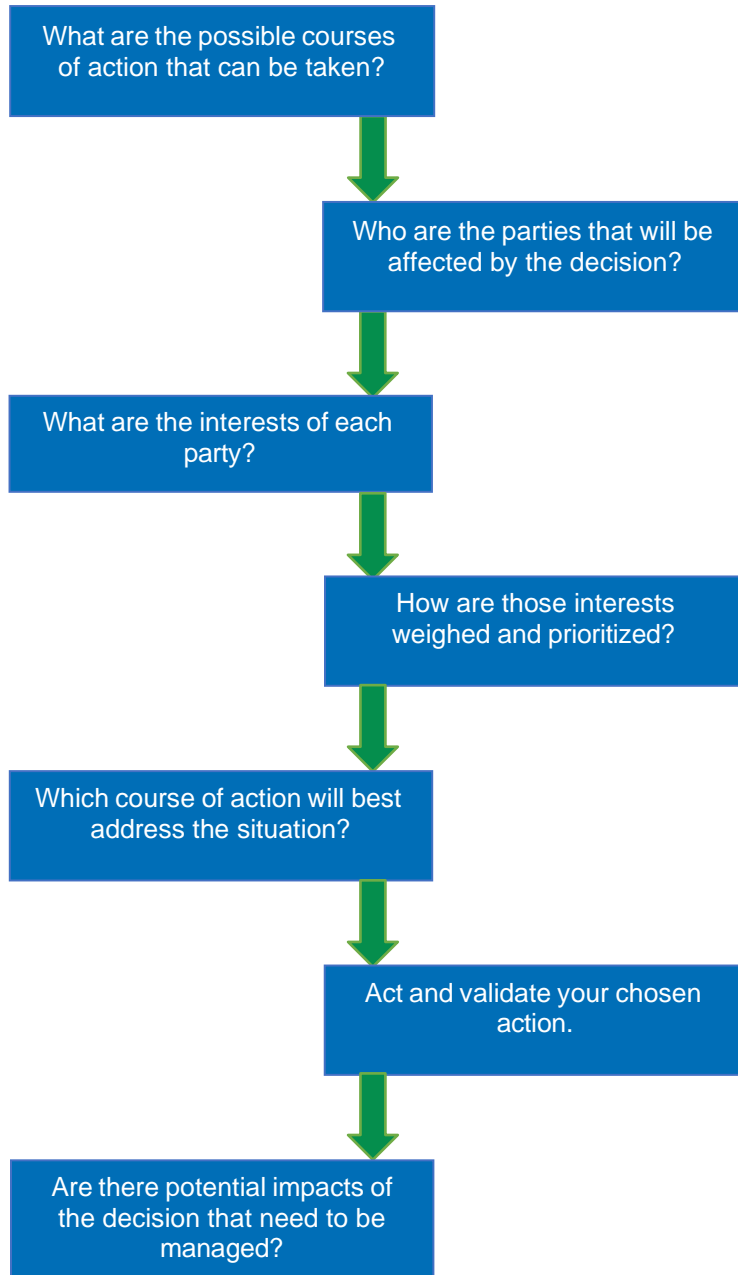 What are the possible courses
of action that can be taken?
Who are the parties that will be
affected by the decision?
What are the interests of each
party?
How are those interests
weighed and prioritized?
Which course of action will best
address the situation?
Act and validate your chosen
action.
Are there potential impacts of
the decision that need to be
managed?